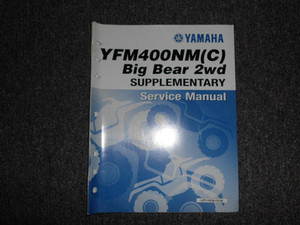 YAMAHA
YFM400NM(C)
Big Bear 2wd
SUPPLEMENTARY
Service Manual